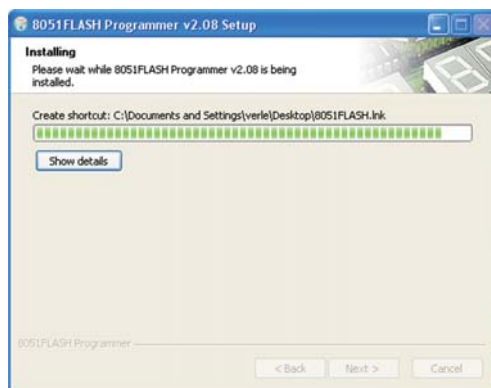 8051FLASH Programmer v2.08 Setup
Installing
Please wait while 8051FLASH Programmer v2.08 is being
installed.
Create shortcut: C:\Documents and Settings\verle\Desktop\8051FLASH.lnk
Show details
8051FLASH Programmer
< Back Next > Cancel